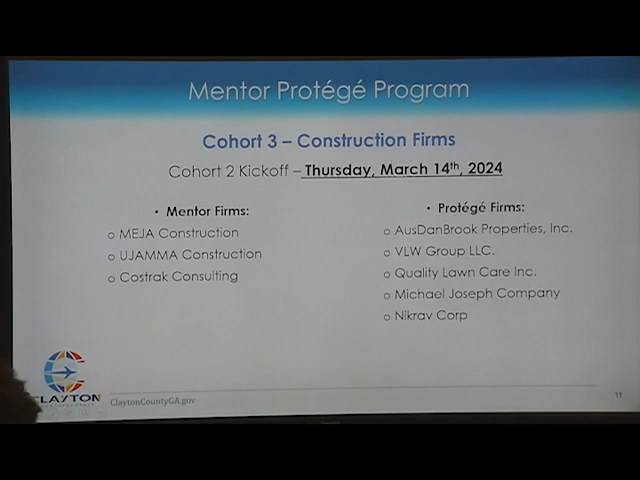 Mentor Protégé Program
Cohort 3 – Construction Firms
Cohort 2 Kickoff – Thursday, March 14th, 2024
• Mentor Firms:
o MEJA Construction
o UJAMMA Construction
o Costrak Consulting
• Protégé Firms:
o AusDanBrook Properties, Inc.
o VLW Group LLC.
o Quality Lawn Care Inc.
o Michael Joseph Company
o Nikrav Corp
CLAYTON
ClaytonCountyGA.gov
11